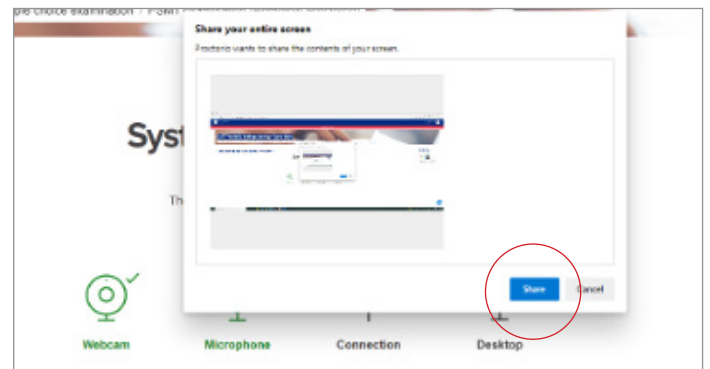 ple choice examination / PSMT
Share your entire screen
Proctorio wants to share the contents of your screen.
Syst
Th
Share Cancel
Webcam Microphone Connection Desktop